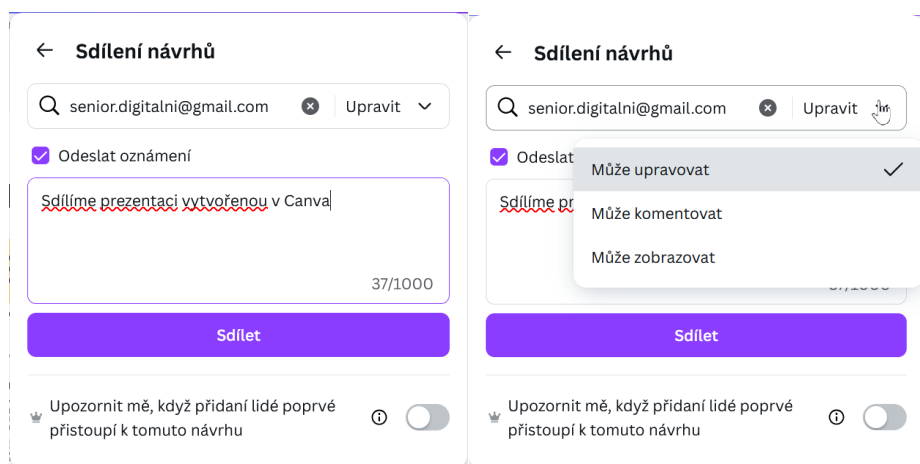 Sdílení návrhů
senior.digitalni@gmail.com Upravit
Odeslat oznámení
Sdílíme prezentaci vytvořenou v Canva
37/1000
Sdílet
Upozornit mě, když přidaní lidé poprvé
přistoupí k tomuto návrhu
Sdílení návrhů
senior.digitalni@gmail.com Upravit
Odeslat
Může upravovat
Může komentovat
Může zobrazovat
Sdílíme
Sdílet
Upozornit mě, když přidaní lidé poprvé
přistoupí k tomuto návrhu